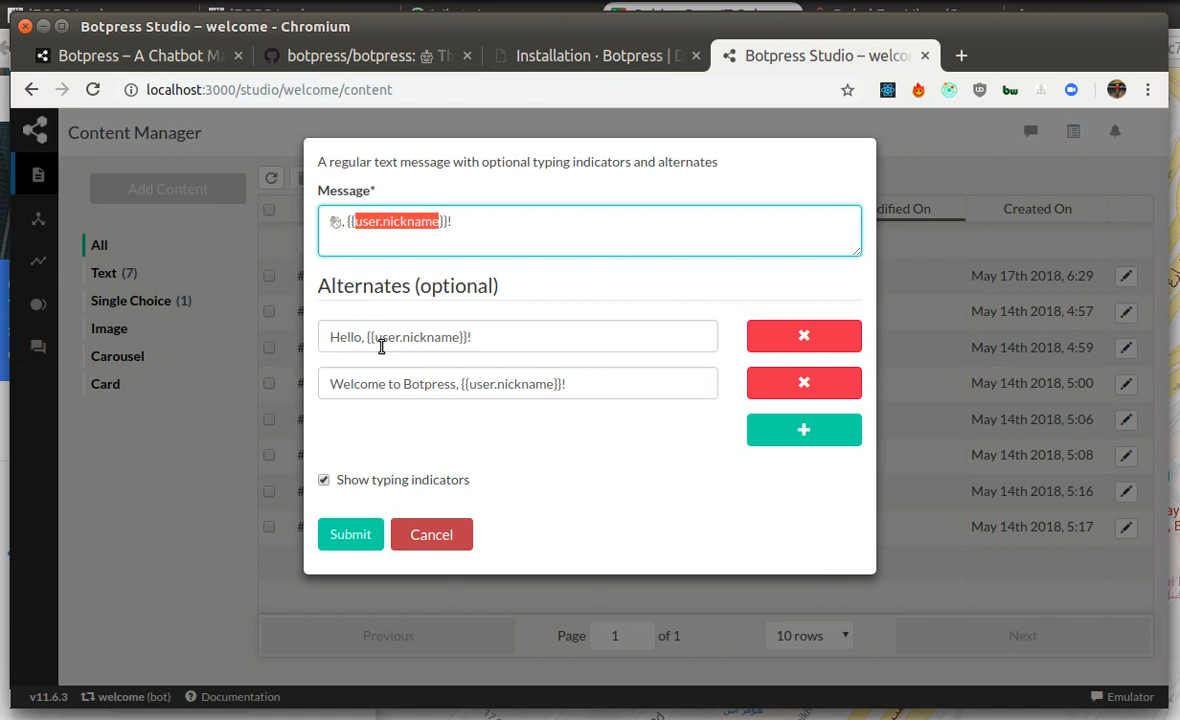 Botpress Studio – welcome - Chromium
Botpress – A Chatbot Ma
botpress/botpress: 🤖 Th
Installation · Botpress | D
Botpress Studio – welco
localhost:3000/studio/welcome/content
Content Manager
A regular text message with optional typing indicators and alternates
Message*
👋, {{user.nickname}}!
Add Content
dified On
Created On
All
Text (7)
Single Choice (1)
Image
Carousel
Card
Alternates (optional)
Hello, {{user.nickname}}!
Welcome to Botpress, {{user.nickname}}!
Show typing indicators
Submit
Cancel
May 17th 2018, 6:29
May 14th 2018, 4:57
May 14th 2018, 4:59
May 14th 2018, 5:00
May 14th 2018, 5:06
May 14th 2018, 5:08
May 14th 2018, 5:16
May 14th 2018, 5:17
Previous
Page 1 of 1
10 rows
Next
v11.6.3
welcome (bot)
Documentation
Emulator